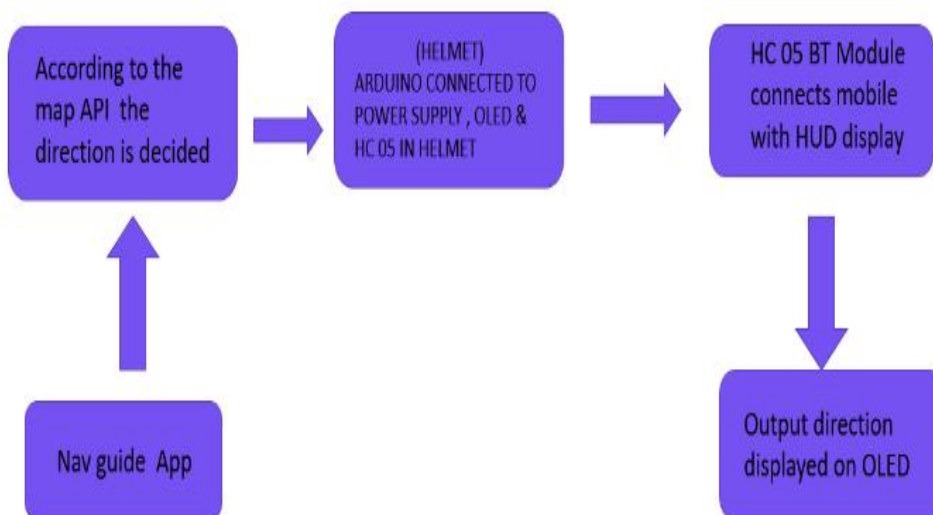 According to the
map API the
direction is decided
(HELMET)
ARDUINO CONNECTED TO
POWER SUPPLY , OLED &
HC 05 IN HELMET
HC 05 BT Module
connects mobile
with HUD display
Nav guide App
Output direction
displayed on OLED